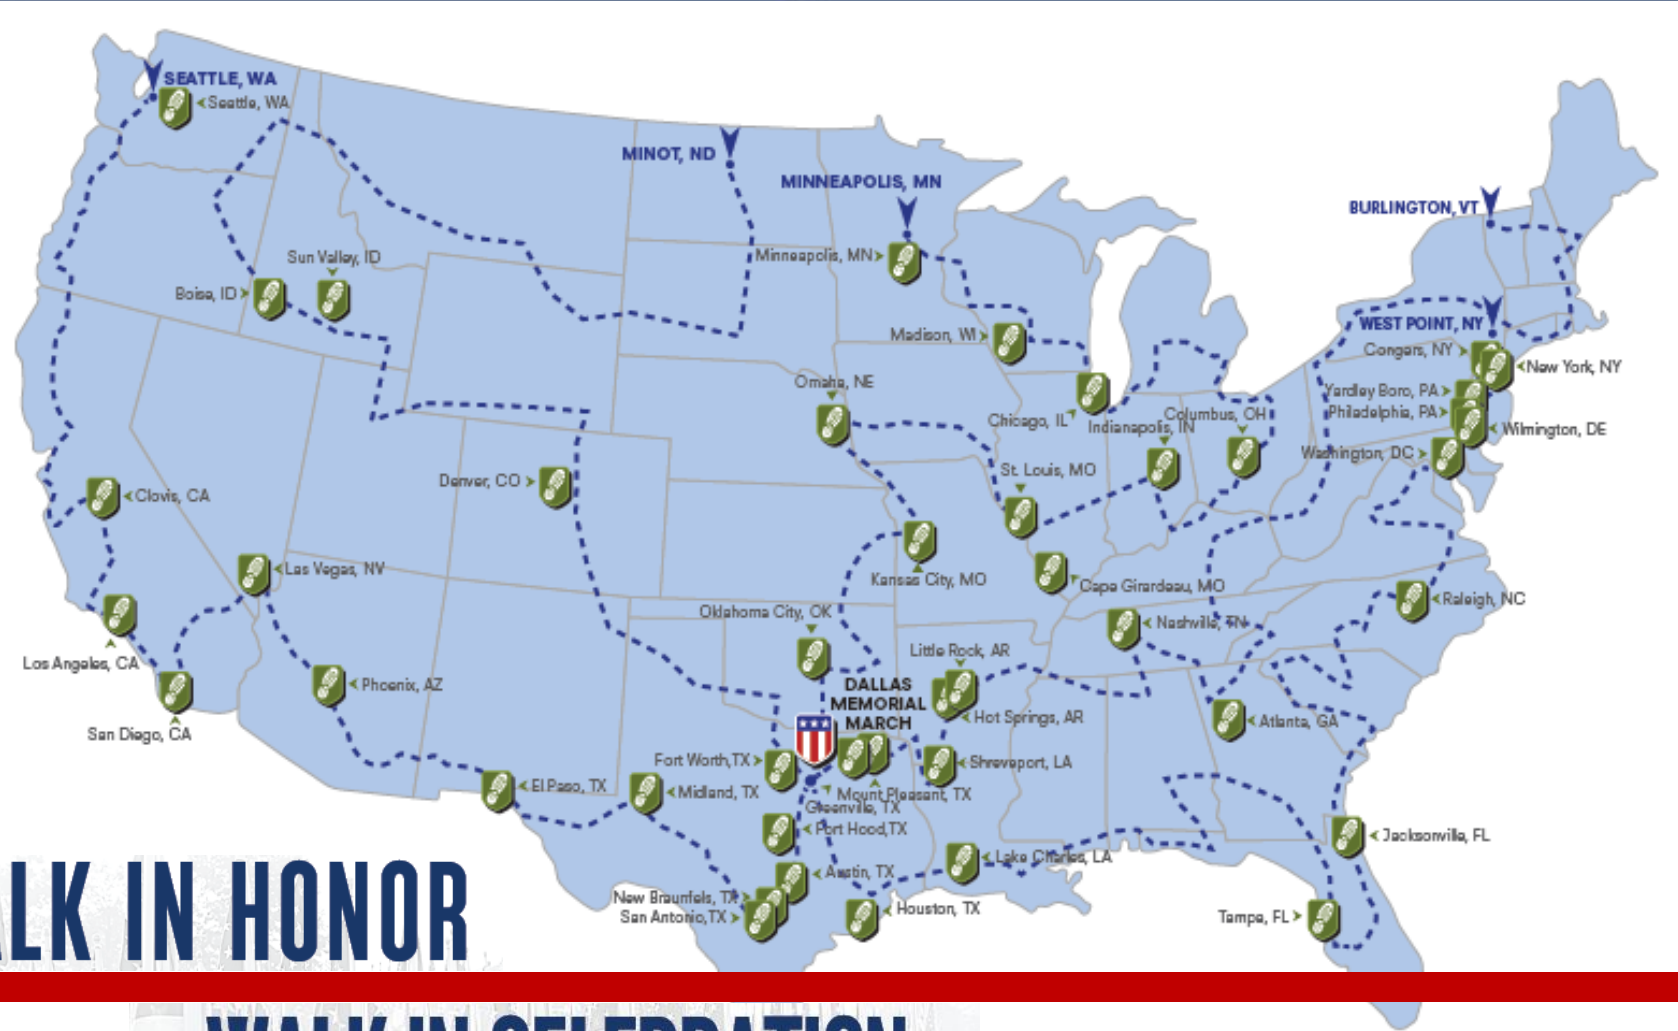 SEATTLE, WA
Seattle, WA
MINOT, ND
MINNEAPOLIS, MN
BURLINGTON, VT
Minneapolis, MN
Sun Valley, ID
Boise, ID
WEST POINT, NY
Madison, WI
Congers, NY
New York, NY
Omaha, NE
Yardley Boro, PA
Chicago, IL
Columbus, OH
Philadelphia, PA
Indianapolis, IN
Wilmington, DE
Washington, DC
St. Louis, MO
Denver, CO
Clovis, CA
Las Vegas, NV
Kansas City, MO
Cape Girardeau, MO
Raleigh, NC
Oklahoma City, OK
Nashville, TN
Little Rock, AR
Los Angeles, CA
Phoenix, AZ
DALLAS
MEMORIAL
MARCH
Hot Springs, AR
Atlanta, GA
San Diego, CA
Fort Worth,TX
Shreveport, LA
El Paso, TX
Midland, TX
Mount Pleasant, TX
Greenville, TX
Fort Hood,TX
Jacksonville, FL
Lake Charles, LA
Austin, TX
New Braunfels, TX
San Antonio,TX
Houston, TX
Tampa, FL
LK IN HONOR
WALK IN CELEBRATION